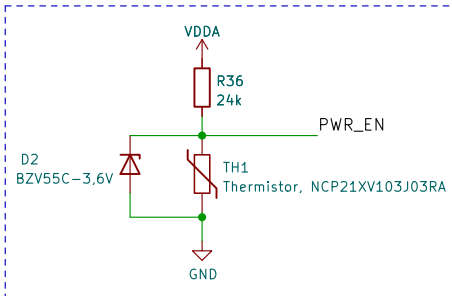 VDDA
R36
24k
PWR_EN
D2
BZV55C-3,6V
TH1
Thermistor, NCP21XV103J03RA
GND